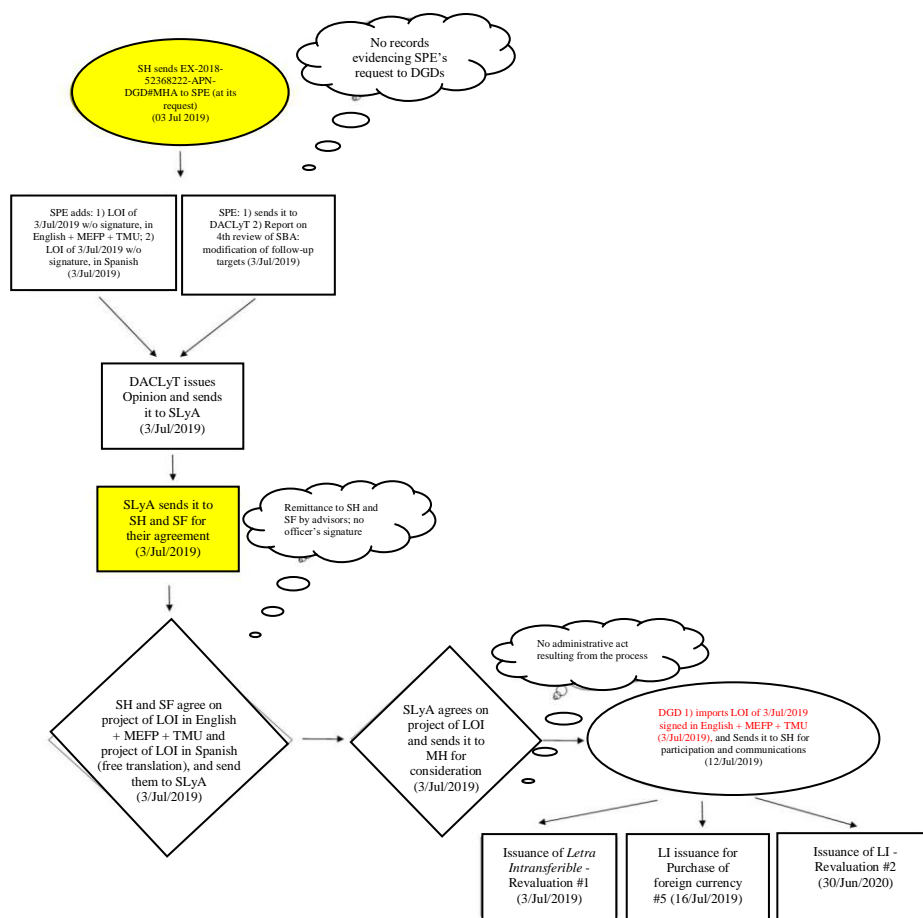 SH sends EX-2018-
52368222-APN-
DGD#MHA to SPE (at its
request)
(03 Jul 2019)
No records
evidencing SPE's
request to DGDs
SPE adds: 1) LOI of
3/Jul/2019 w/o signature, in
English + MEFP + TMU; 2)
LOI of 3/Jul/2019 w/o
signature, in Spanish
(3/Jul/2019)
SPE: 1) sends it to
DACLyT 2) Report on
4th review of SBA:
modification of follow-up
targets (3/Jul/2019)
DACLyT issues
Opinion and sends
it to SLyA
(3/Jul/2019)
SLyA sends it to
SH and SF for
their agreement
(3/Jul/2019)
Remittance to SH and
SF by advisors; no
officer's signature
SH and SF agree on
project of LOI in English
+ MEFP + TMU and
project of LOI in Spanish
(free translation), and send
them to SLyA
(3/Jul/2019)
SLyA agrees on
project of LOI
and sends it to
MH for
consideration
(3/Jul/2019)
No administrative act
resulting from the process
DGD 1) imports LOI of 3/Jul/2019
signed in English + MEFP + TMU
(3/Jul/2019), and Sends it to SH for
participation and communications
(12/Jul/2019)
Issuance of Letra
Intransferible -
Revaluation #1
(3/Jul/2019)
LI issuance for
Purchase of
foreign currency
#5 (16/Jul/2019)
Issuance of LI -
Revaluation #2
(30/Jun/2020)